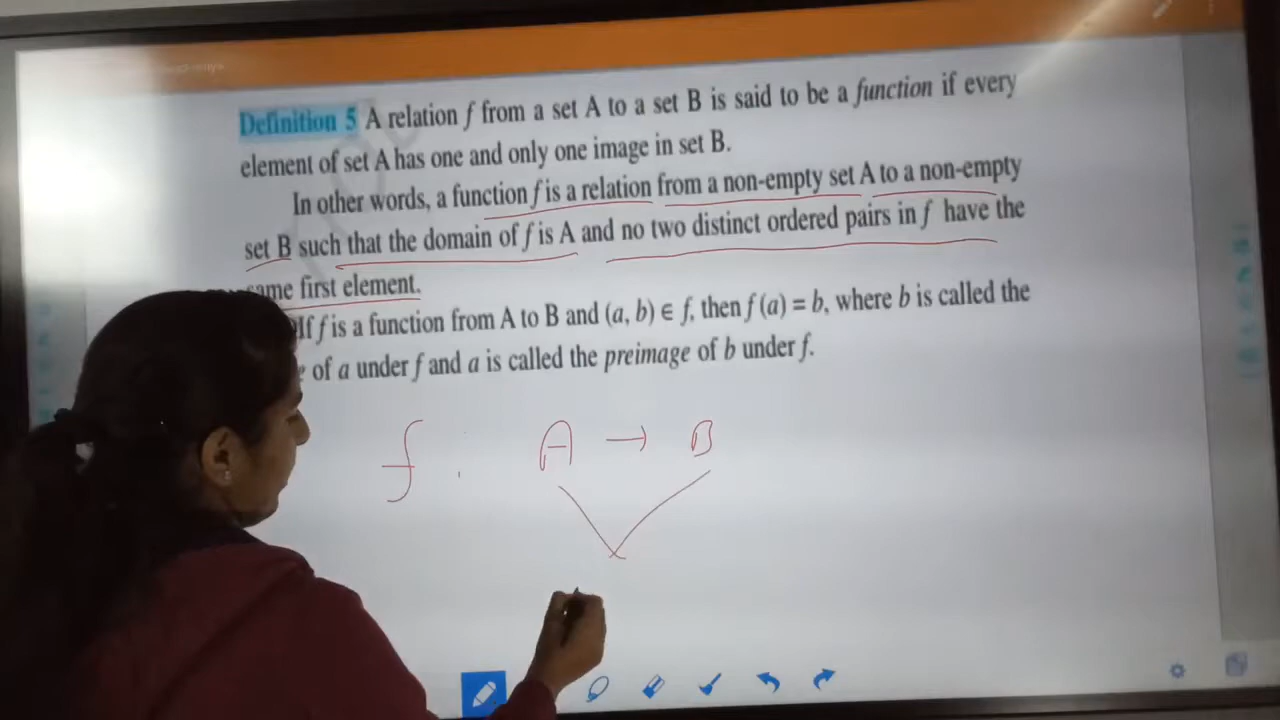 Definition 5 A relation f from a set A to a set B is said to be a function if every
element of set A has one and only one image in set B.
In other words, a function f is a relation from a non-empty set A to a non-empty
set B such that the domain of f is A and no two distinct ordered pairs in f have the
same first element.
If f is a function from A to B and (a, b) ∈ f, then f (a) = b, where b is called the
of a under f and a is called the preimage of b under f.
f : A → B